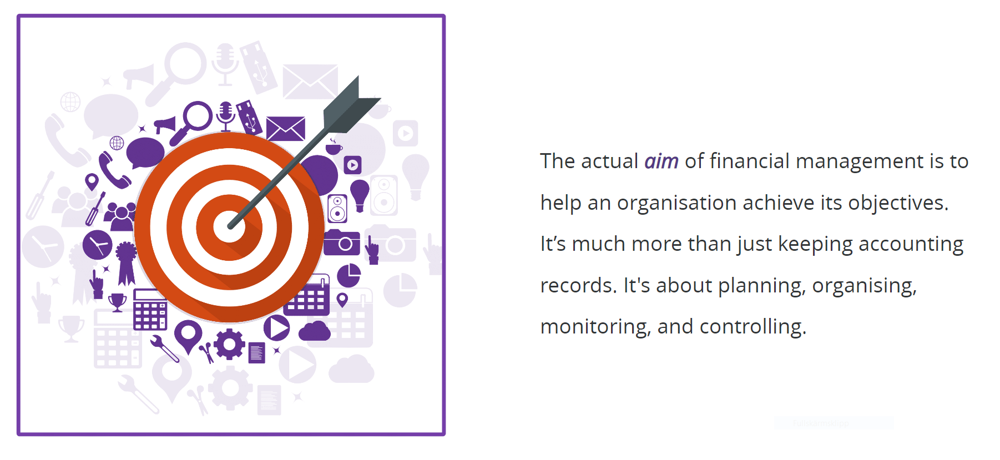 The actual aim of financial management is to
help an organisation achieve its objectives.
It’s much more than just keeping accounting
records. It's about planning, organising,
monitoring, and controlling.